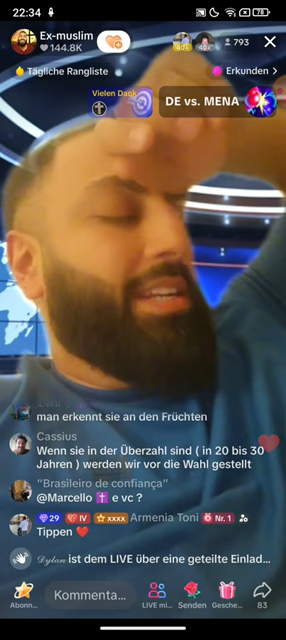 22:34
78
Ex-muslim
144.8K
793
Tägliche Rangliste
Erkunden >
Vielen Dank
DE vs. MENA
man erkennt sie an den Früchten
Cassius
Wenn sie in der Überzahl sind ( in 20 bis 30
Jahren ) werden wir vor die Wahl gestellt
“Brasileiro de confiança”
@Marcello ✝️ e vc ?
29 IV xxxx Armenia Toni Nr. 1
Tippen ❤️
Dylan ist dem LIVE über eine geteilte Einlad...
Abonn...
Kommenta...
LIVE mi...
Senden
Gesche...
83